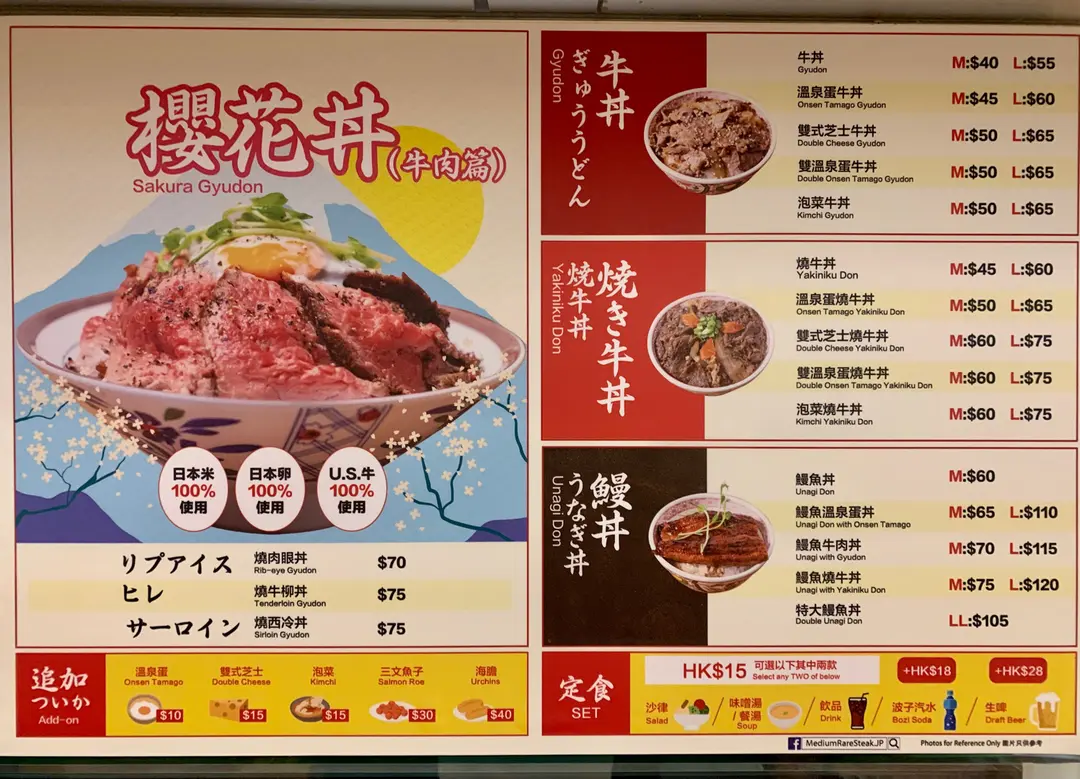 櫻花丼
(牛肉篇)
Sakura Gyudon
日本米
100%
使用
日本卵
100%
使用
U.S.牛
100%
使用
リブアイス 燒肉眼丼 $70
Rib-eye Gyudon
ヒレ 燒牛柳丼 $75
Tenderloin Gyudon
サーロイン 燒西冷丼 $75
Sirloin Gyudon
追加
ついか
Add-on
溫泉蛋
Onsen Tamago
$10
雙式芝士
Double Cheese
$15
泡菜
Kimchi
$15
三文魚子
Salmon Roe
$30
海膽
Urchins
$40
牛丼
ぎゅううどん
Gyudon
牛丼 M:$40 L:$55
Gyudon
溫泉蛋牛丼 M:$45 L:$60
Onsen Tamago Gyudon
雙式芝士牛丼 M:$50 L:$65
Double Cheese Gyudon
雙溫泉蛋牛丼 M:$50 L:$65
Double Onsen Tamago Gyudon
泡菜牛丼 M:$50 L:$65
Kimchi Gyudon
焼き牛丼
燒牛丼
Yakiniku Don
燒牛丼 M:$45 L:$60
Yakiniku Don
溫泉蛋燒牛丼 M:$50 L:$65
Onsen Tamago Yakiniku Don
雙式芝士燒牛丼 M:$60 L:$75
Double Cheese Yakiniku Don
雙溫泉蛋燒牛丼 M:$60 L:$75
Double Onsen Tamago Yakiniku Don
泡菜燒牛丼 M:$60 L:$75
Kimchi Yakiniku Don
鰻丼
うなぎ丼
Unagi Don
鰻魚丼 M:$60
Unagi Don
鰻魚溫泉蛋丼 M:$65 L:$110
Unagi Don with Onsen Tamago
鰻魚牛肉丼 M:$70 L:$115
Unagi with Gyudon
鰻魚燒牛丼 M:$75 L:$120
Unagi with Yakiniku Don
特大鰻魚丼 LL:$105
Double Unagi Don
定食
SET
HK$15 可選以下其中兩款
Select any TWO of below
+HK$18
+HK$28
沙律
Salad
/
味噌湯
/ 餐湯
Soup
/
飲品
Drink
/
波子汽水
Bozi Soda
/
生啤
Draft Beer
MediumRareSteak.JP
Photos for Reference Only 圖片只供參考